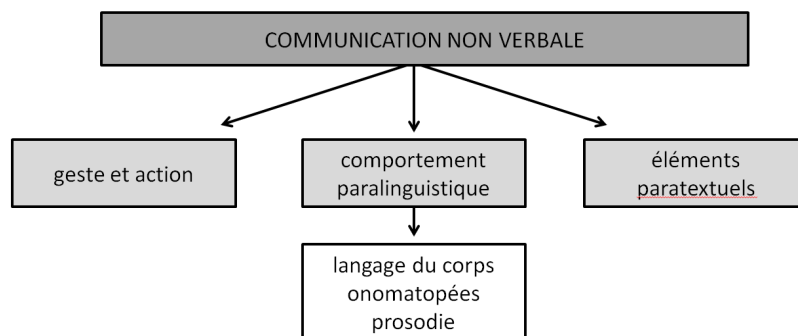 COMMUNICATION NON VERBALE
geste et action
comportement
paralinguistique
éléments
paratextuels
langage du corps
onomatopées
prosodie